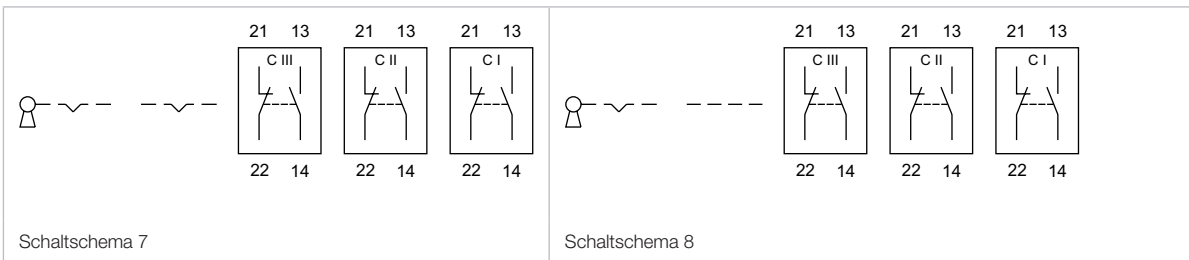 21 13 21 13 21 13
C III C II C I
22 14 22 14 22 14
Schaltschema 7
21 13 21 13 21 13
C III C II C I
22 14 22 14 22 14
Schaltschema 8